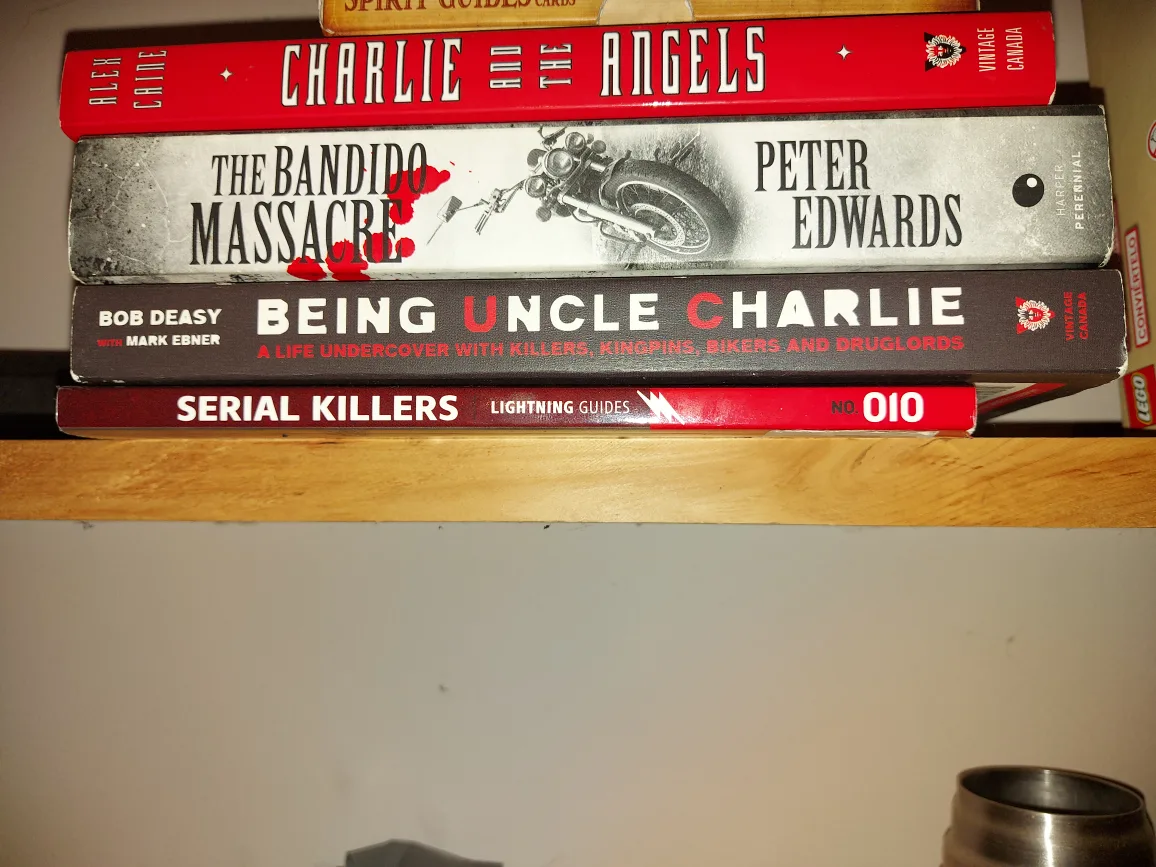 SPIRIT GUIDES CARDS
ALEX
CAINE
CHARLIE AND THE ANGELS
VINTAGE
CANADA
THE BANDIDO
MASSACRE
PETER
EDWARDS
HARPER
PERENNIAL
BOB DEASY
WITH MARK EBNER
BEING UNCLE CHARLIE
A LIFE UNDERCOVER WITH KILLERS, KINGPINS, BIKERS AND DRUGLORDS
VINTAGE
CANADA
SERIAL KILLERS
LIGHTNING GUIDES
NO. 010
CONVIÉRTELO
LEGO